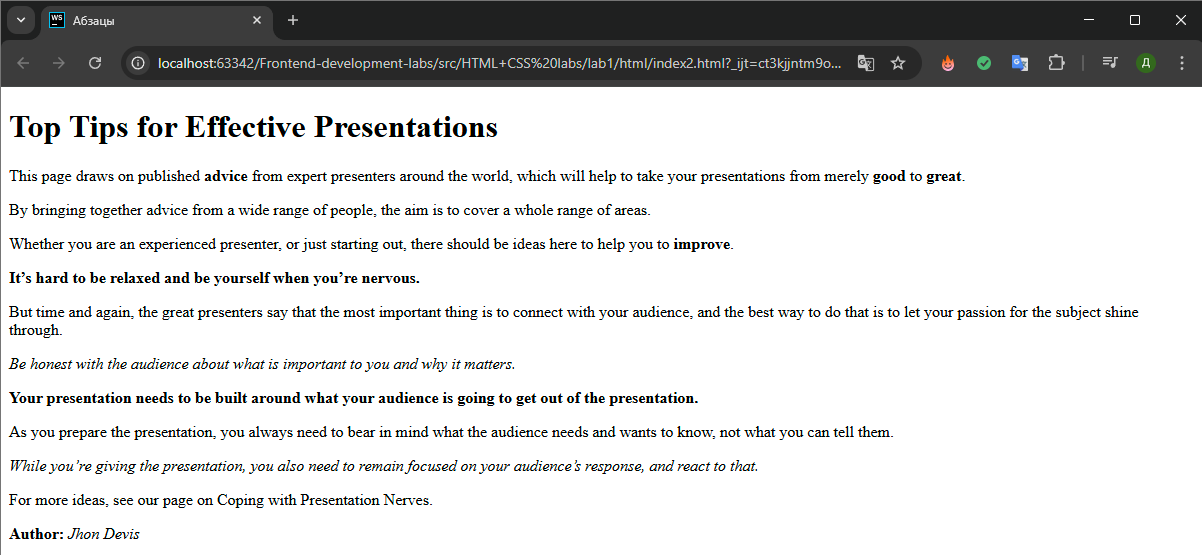 WS
Абзацы
localhost:63342/Frontend-development-labs/src/HTML+CSS%20labs/lab1/html/index2.html?_ijt=ct3kjjntm9o...
Д
Top Tips for Effective Presentations
This page draws on published advice from expert presenters around the world, which will help to take your presentations from merely good to great.
By bringing together advice from a wide range of people, the aim is to cover a whole range of areas.
Whether you are an experienced presenter, or just starting out, there should be ideas here to help you to improve.
It’s hard to be relaxed and be yourself when you’re nervous.
But time and again, the great presenters say that the most important thing is to connect with your audience, and the best way to do that is to let your passion for the subject shine
through.
Be honest with the audience about what is important to you and why it matters.
Your presentation needs to be built around what your audience is going to get out of the presentation.
As you prepare the presentation, you always need to bear in mind what the audience needs and wants to know, not what you can tell them.
While you’re giving the presentation, you also need to remain focused on your audience’s response, and react to that.
For more ideas, see our page on Coping with Presentation Nerves.
Author: Jhon Devis